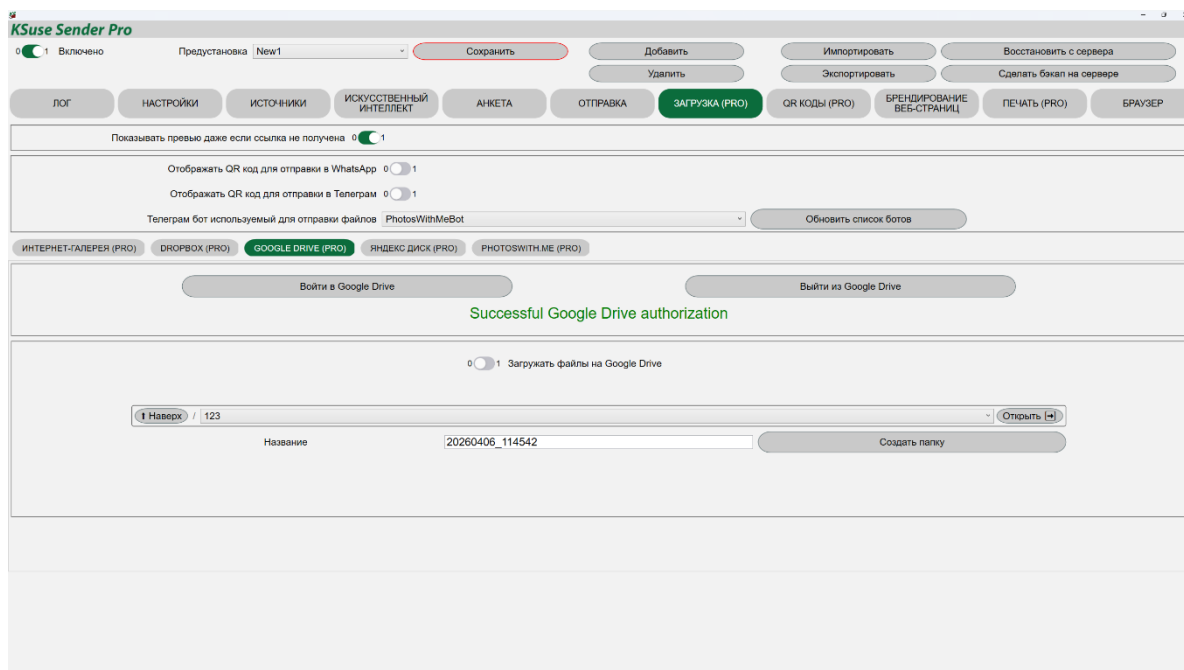 KSuse Sender Pro
0 1 Включено Предустановка New1 Сохранить Добавить Импортировать Восстановить с сервера
Удалить Экспортировать Сделать бэкап на сервере
ЛОГ НАСТРОЙКИ ИСТОЧНИКИ ИСКУССТВЕННЫЙ ИНТЕЛЛЕКТ АНКЕТА ОТПРАВКА ЗАГРУЗКА (PRO) QR КОДЫ (PRO) БРЕНДИРОВАНИЕ ВЕБ-СТРАНИЦ ПЕЧАТЬ (PRO) БРАУЗЕР
Показывать превью даже если ссылка не получена 0 1
Отображать QR код для отправки в WhatsApp 0 1
Отображать QR код для отправки в Телеграм 0 1
Телеграм бот используемый для отправки файлов PhotosWithMeBot Обновить список ботов
ИНТЕРНЕТ-ГАЛЕРЕЯ (PRO) DROPBOX (PRO) GOOGLE DRIVE (PRO) ЯНДЕКС ДИСК (PRO) PHOTOSWITH.ME (PRO)
Войти в Google Drive Выйти из Google Drive
Successful Google Drive authorization
0 1 Загружать файлы на Google Drive
Наверх / 123 Открыть
Название 20260406_114542 Создать папку